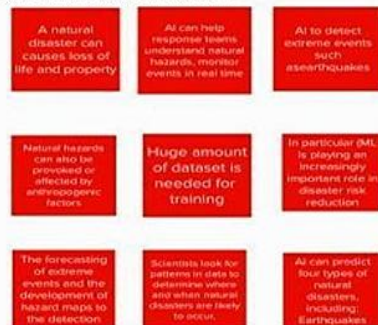 A natural
disaster can
causes loss of
life and property
AI can help
response teams
understand natural
hazards, monitor
events in real time
AI to detect
extreme events
such
asearthquakes
Natural hazards
can also be
provoked or
affected by
anthropogenic
factors
Huge amount
of dataset is
needed for
training
In particular (ML
is playing an
increasingly
important role in
disaster risk
reduction
The forecasting
of extreme
events and the
development of
hazard maps to
the detection
Scientists look for
patterns in data to
determine where
and when natural
disasters are likely
to occur,
AI can predict
four types of
natural
disasters,
including:
Earthquakes